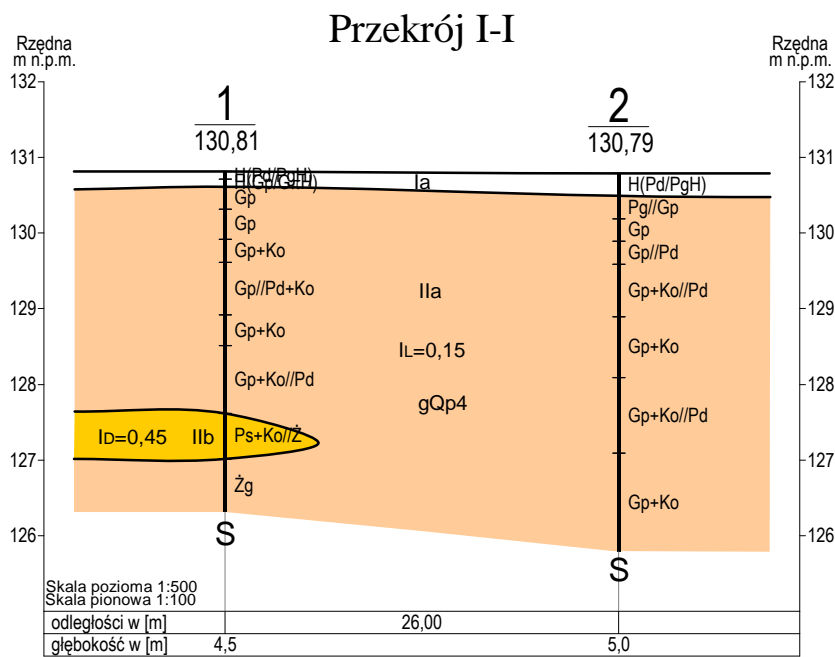 Przekrój I-I
Rzędna
m n.p.m.
Rzędna
m n.p.m.
132
131
130
129
128
127
126
132
131
130
129
128
127
126
1
130,81
2
130,79
H(Pd/PgH)
H(Gp/GπH)
Gp
Gp
Gp+Ko
Gp//Pd+Ko
Gp+Ko
Gp+Ko//Pd
Ps+Ko//Ż
Żg
S
Ia
IIa
IL=0,15
gQp4
ID=0,45 IIb
H(Pd/PgH)
Pg//Gp
Gp
Gp//Pd
Gp+Ko//Pd
Gp+Ko
Gp+Ko//Pd
Gp+Ko
S
Skala pozioma 1:500
Skala pionowa 1:100
odległości w [m] 26,00
głębokość w [m] 4,5 5,0